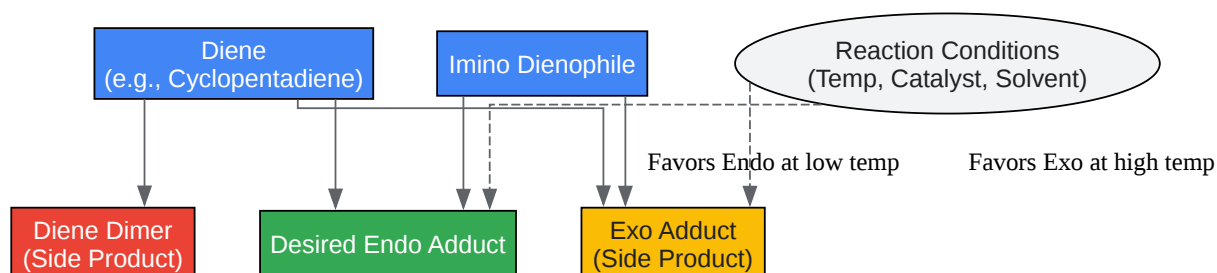 Diene
(e.g., Cyclopentadiene)
Imino Dienophile
Reaction Conditions
(Temp, Catalyst, Solvent)
Favors Endo at low temp
Favors Exo at high temp
Diene Dimer
(Side Product)
Desired Endo Adduct
Exo Adduct
(Side Product)